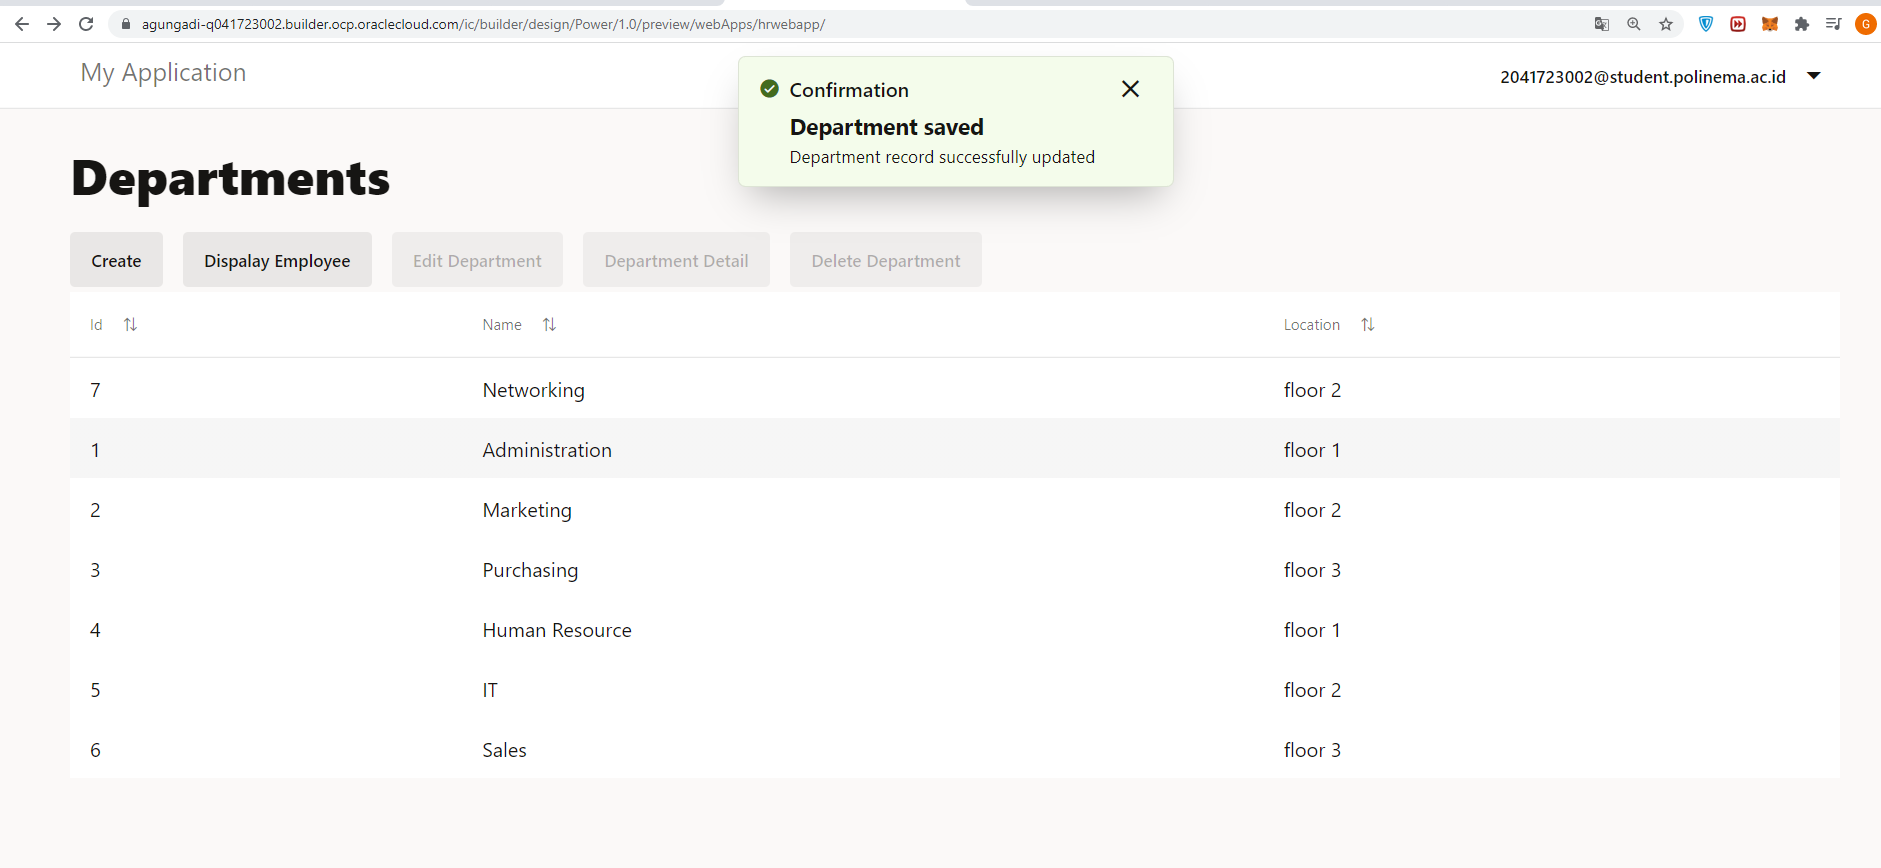 agungadi-q041723002.builder.ocp.oraclecloud.com/ic/builder/design/Power/1.0/preview/webApps/hrwebapp/
G
My Application
2041723002@student.polinema.ac.id
Confirmation
Department saved
Department record successfully updated
Departments
Create
Dispalay Employee
Edit Department
Department Detail
Delete Department
Id Name Location
7 Networking floor 2
1 Administration floor 1
2 Marketing floor 2
3 Purchasing floor 3
4 Human Resource floor 1
5 IT floor 2
6 Sales floor 3